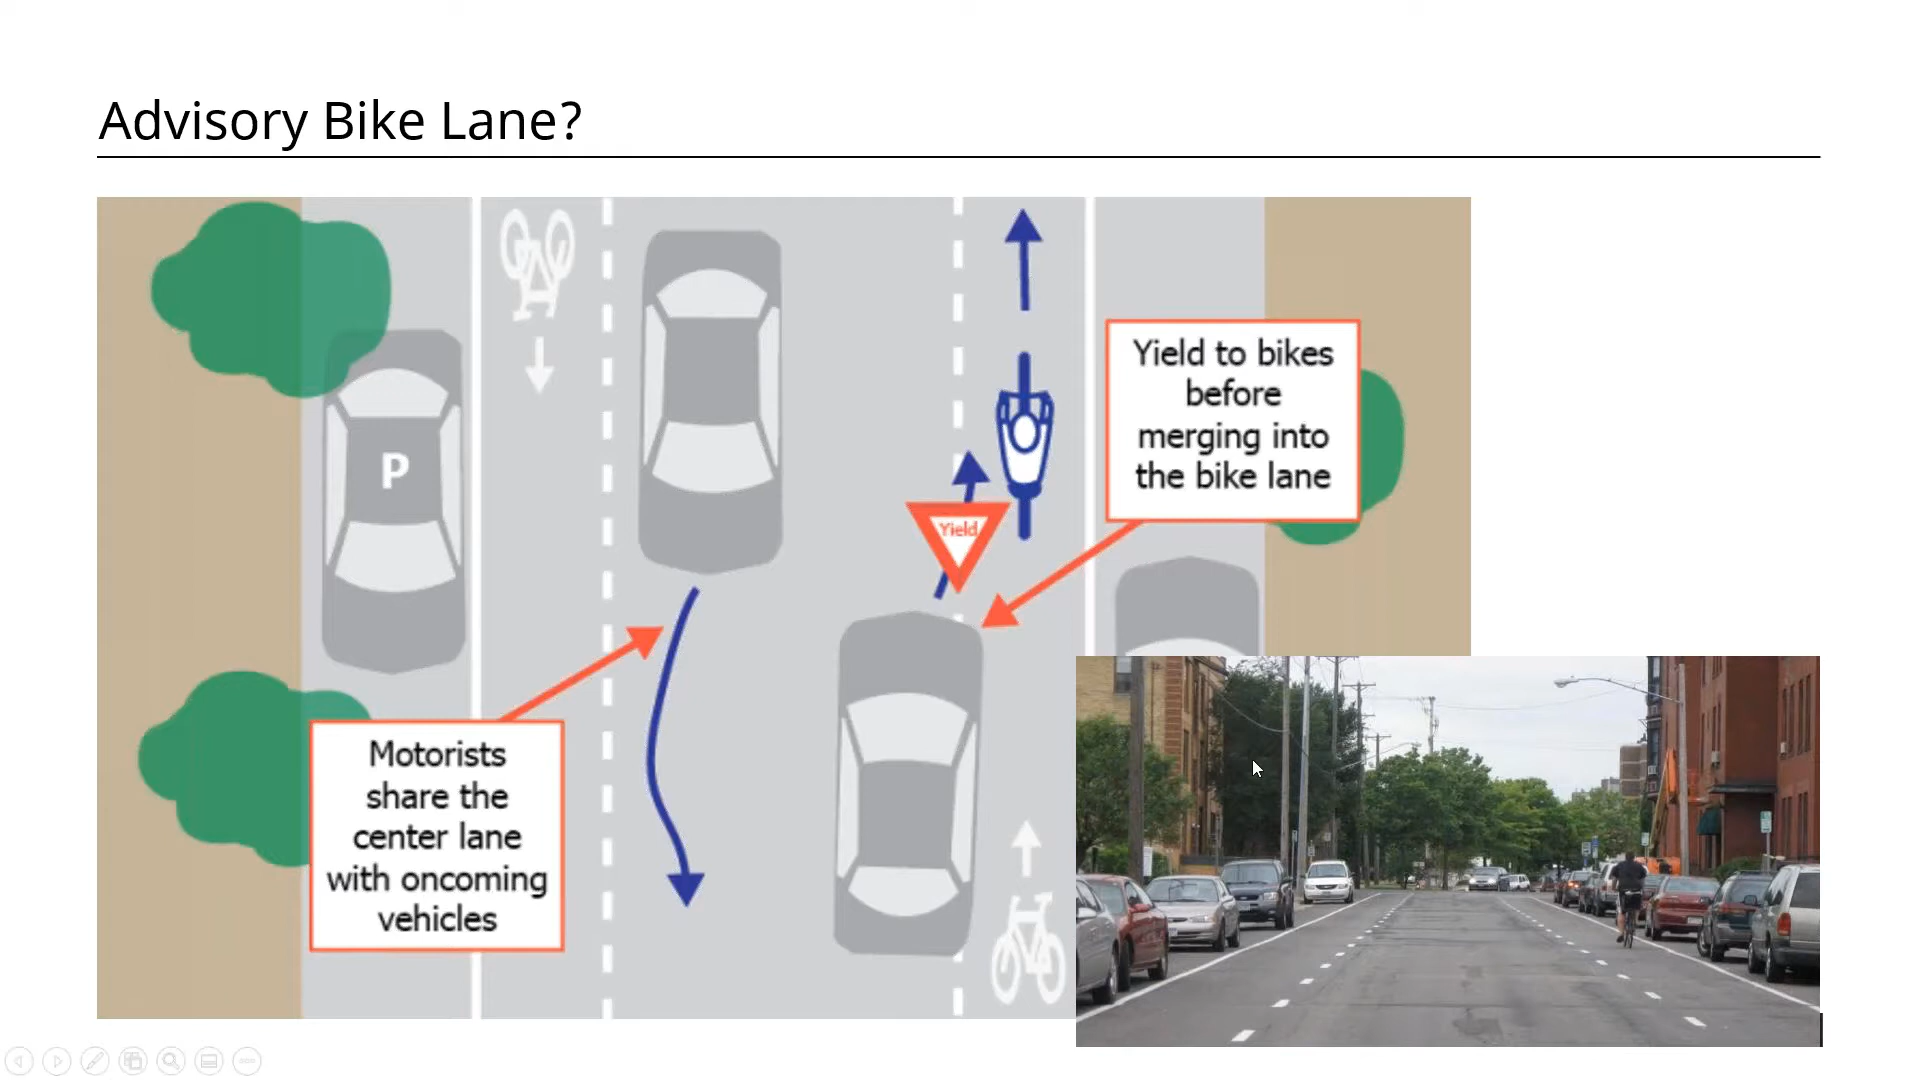 Advisory Bike Lane?
Yield to bikes
before
merging into
the bike lane
Yield
P
Motorists
share the
center lane
with oncoming
vehicles